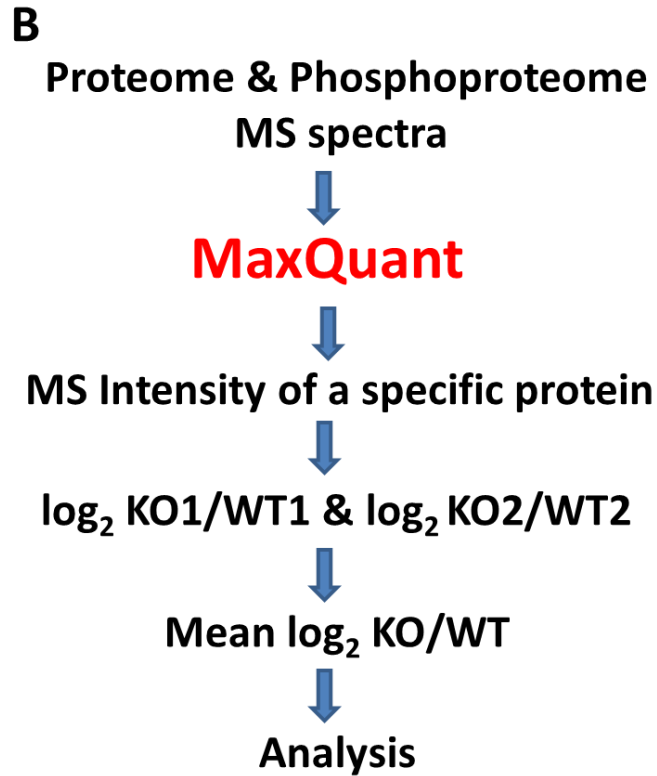 B
Proteome & Phosphoproteome
MS spectra
MaxQuant
MS Intensity of a specific protein
log₂ KO1/WT1 & log₂ KO2/WT2
Mean log₂ KO/WT
Analysis